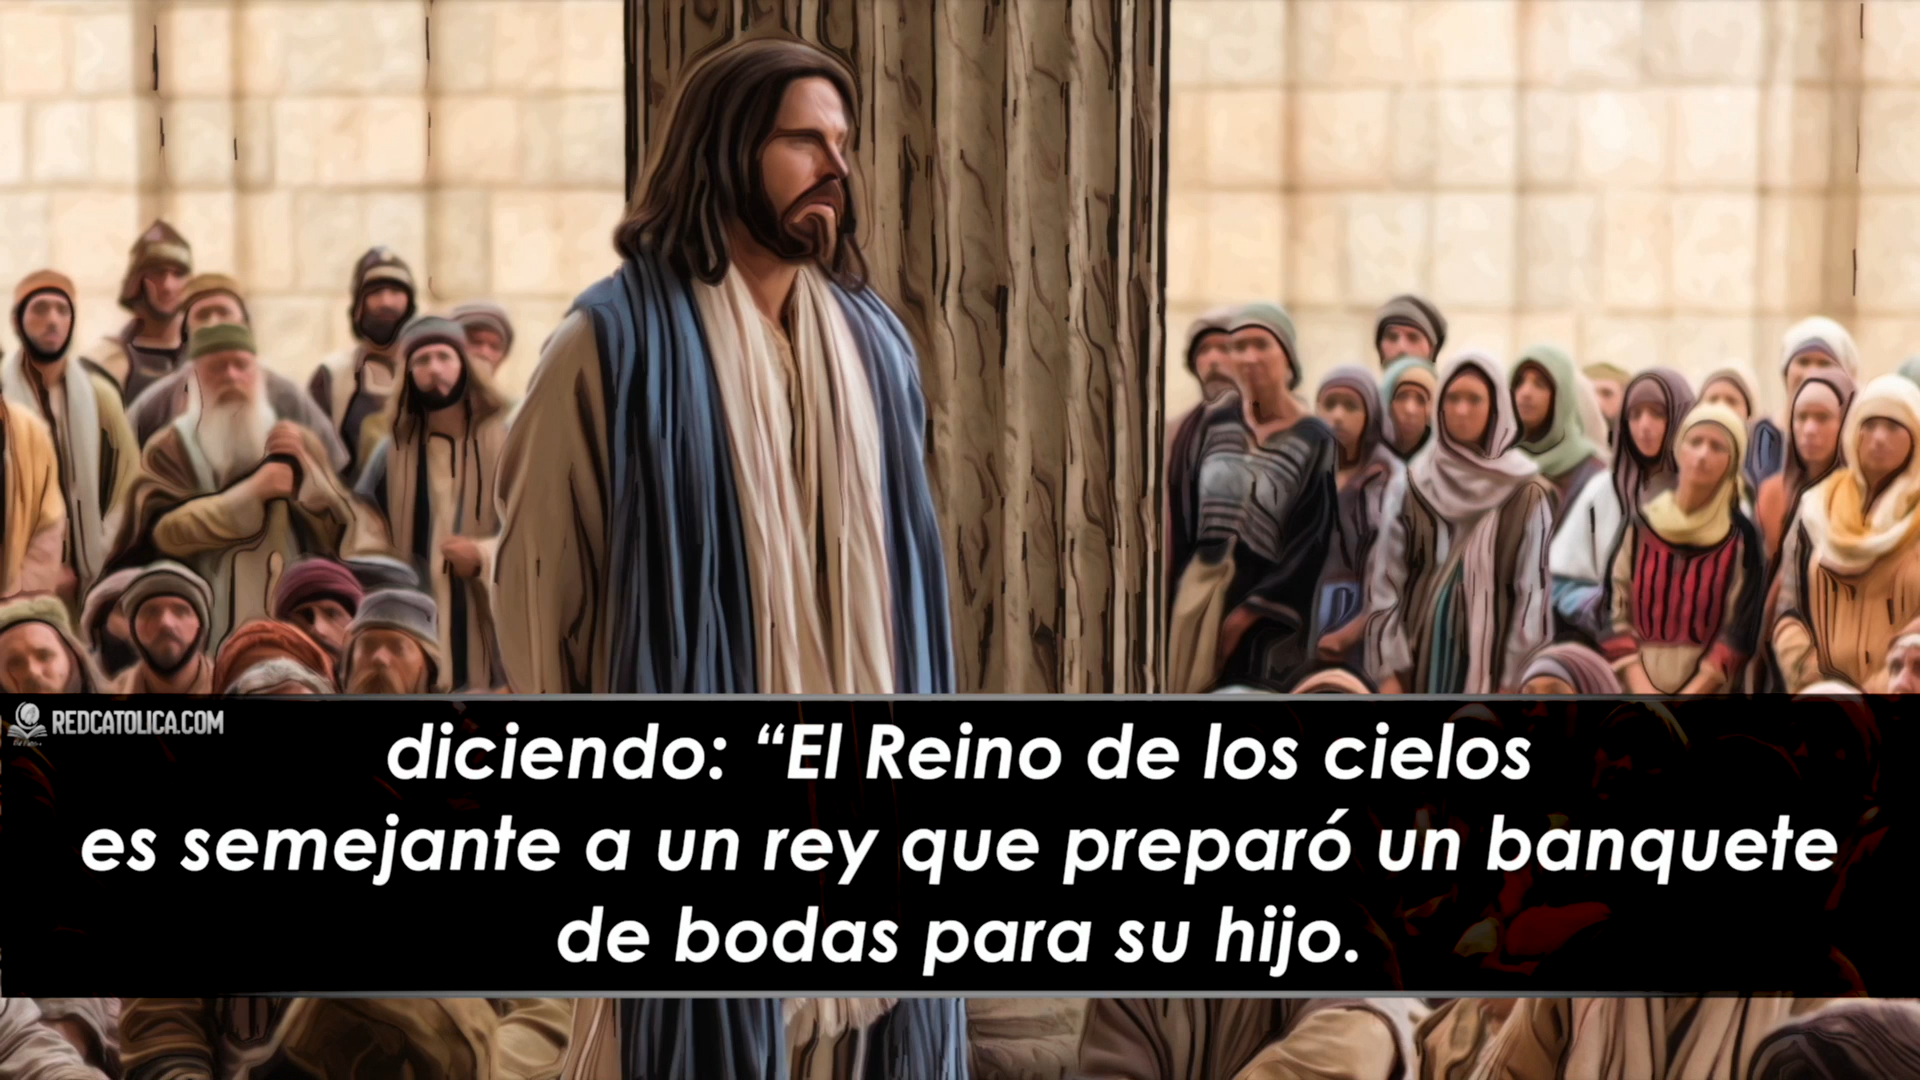 REDCATOLICA.COM
diciendo: “El Reino de los cielos
es semejante a un rey que preparó un banquete
de bodas para su hijo.